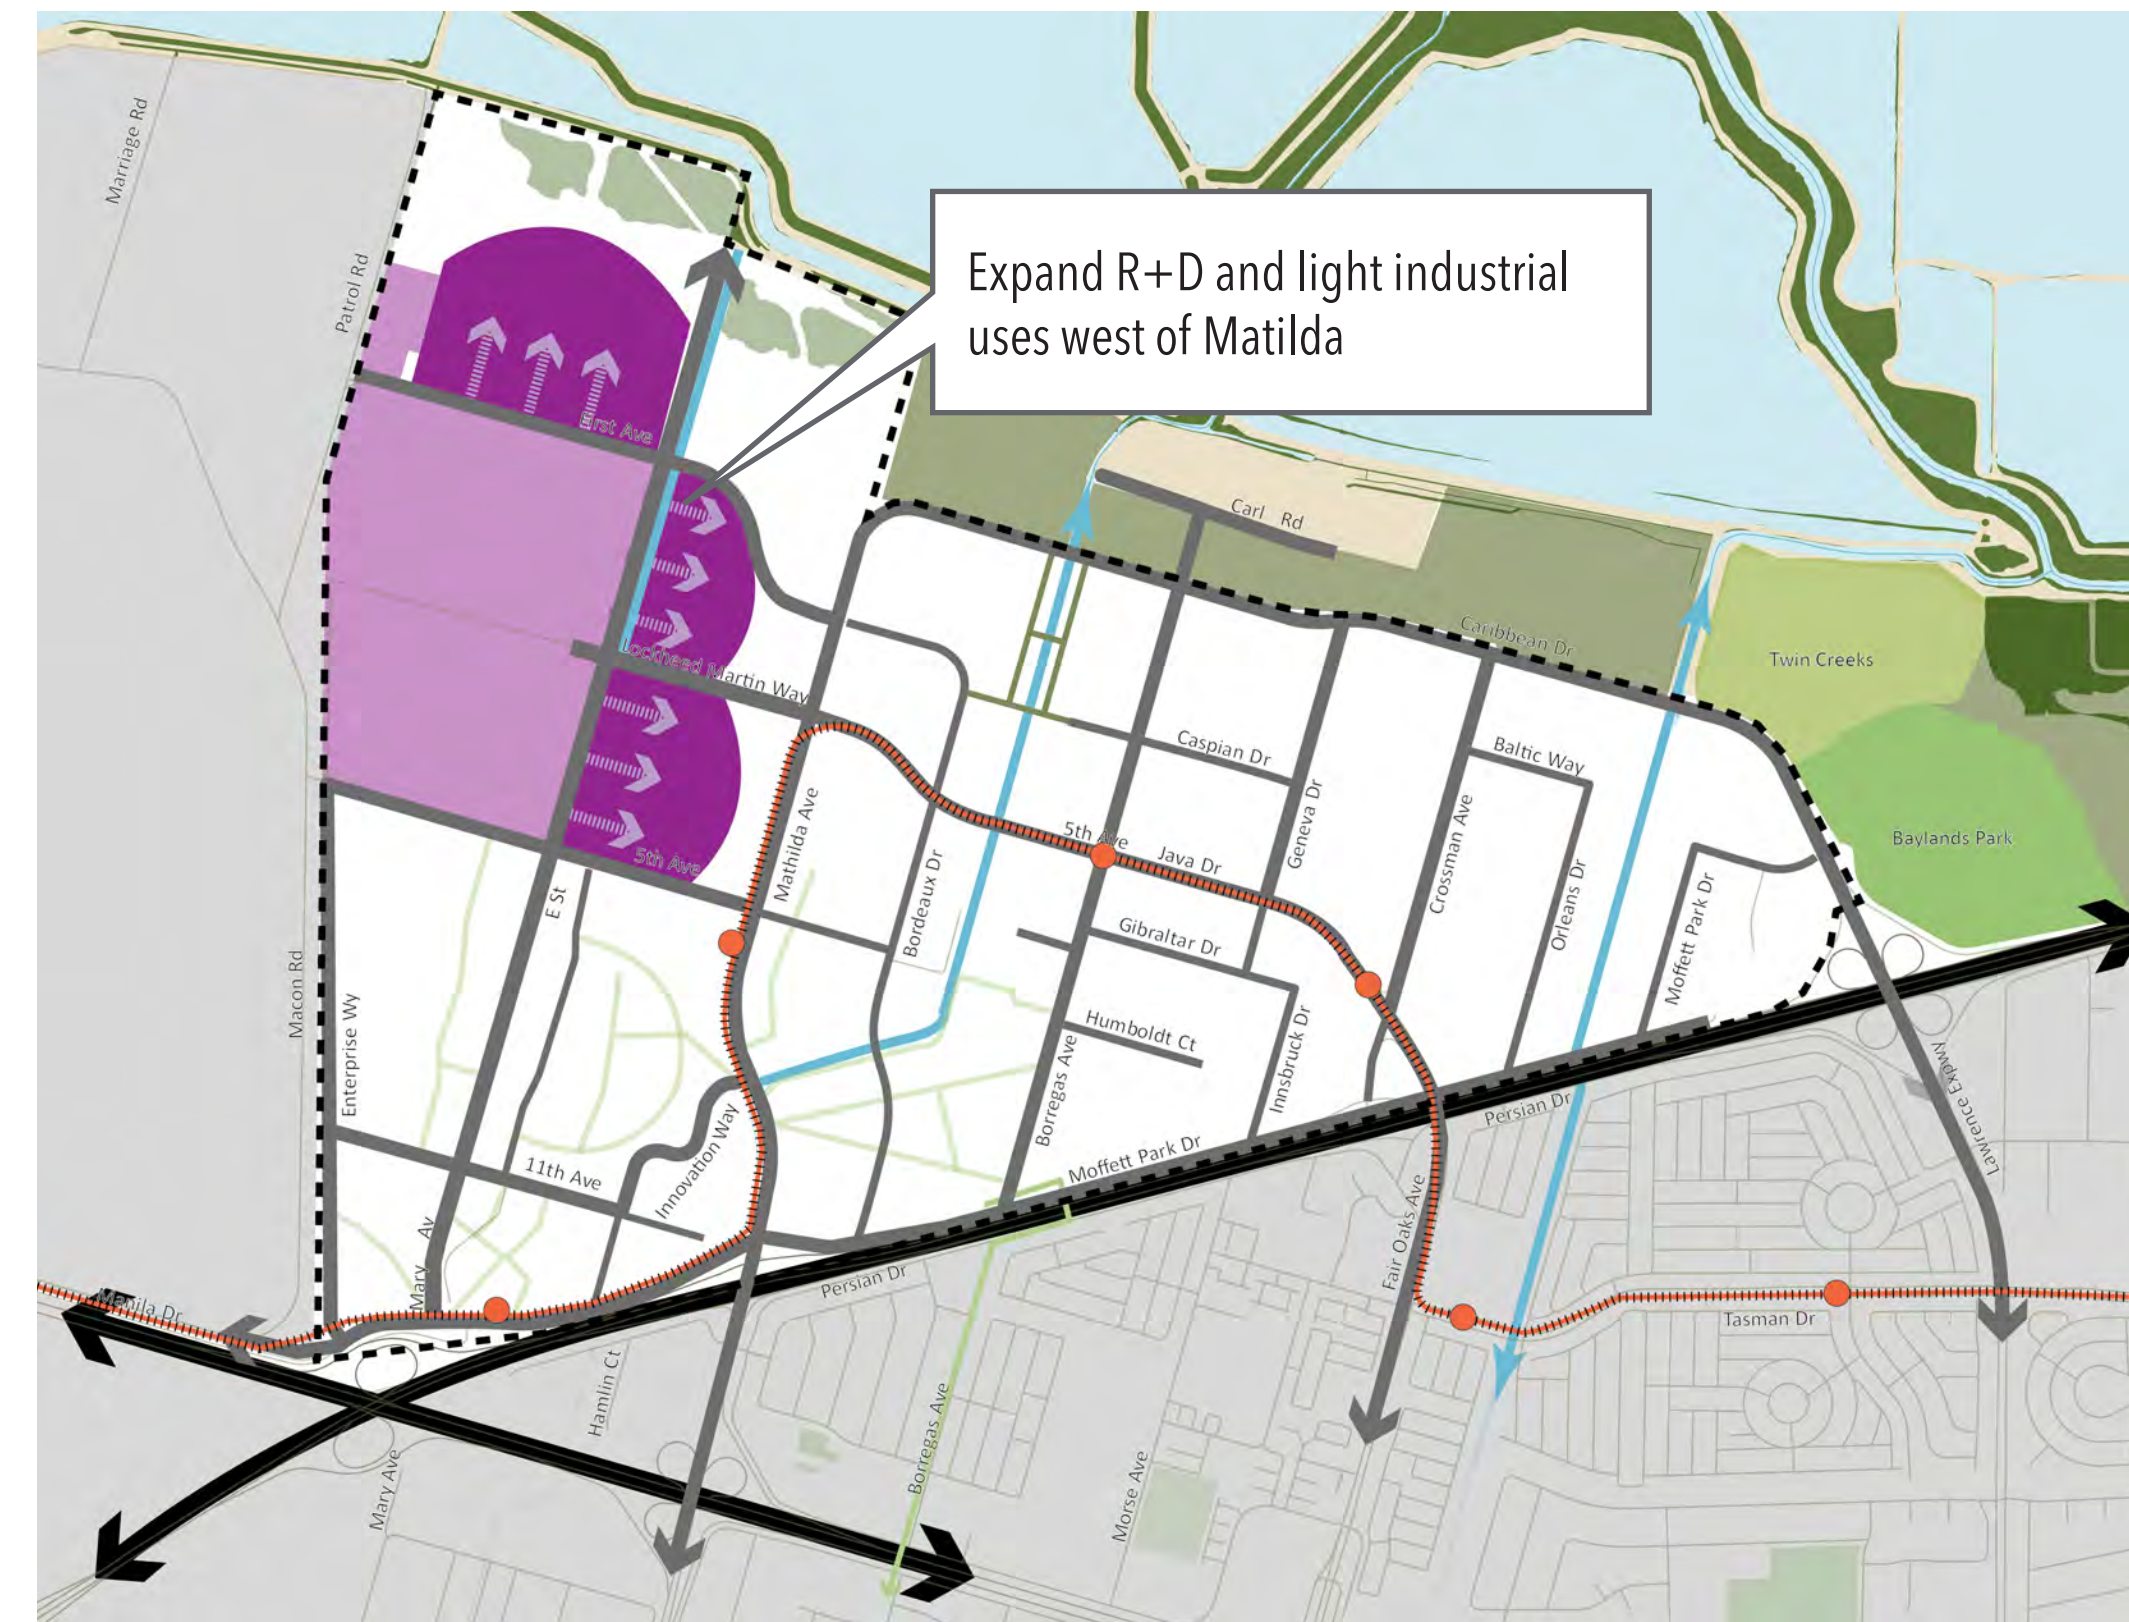 Marriage Rd
Patrol Rd
Expand R+D and light industrial
uses west of Matilda
First Ave
Carl Rd
Caribbean Dr
Twin Creeks
Lockheed Martin Way
Caspian Dr
Baltic Way
Mathilda Ave
5th Ave
Java Dr
Geneva Dr
Crossman Ave
Baylands Park
5th Ave
E St
Bordeaux Dr
Gibraltar Dr
Orleans Dr
Moffett Park Dr
Macon Rd
Enterprise Wy
Humboldt Ct
Innsbruck Dr
Borregas Ave
Persian Dr
Lawrence Expwy
11th Ave
Innovation Way
Moffett Park Dr
Mary Av
Fair Oaks Ave
Persian Dr
Manila Dr
Tasman Dr
Hamlin Ct
Borregas Ave
Mary Ave
Morse Ave